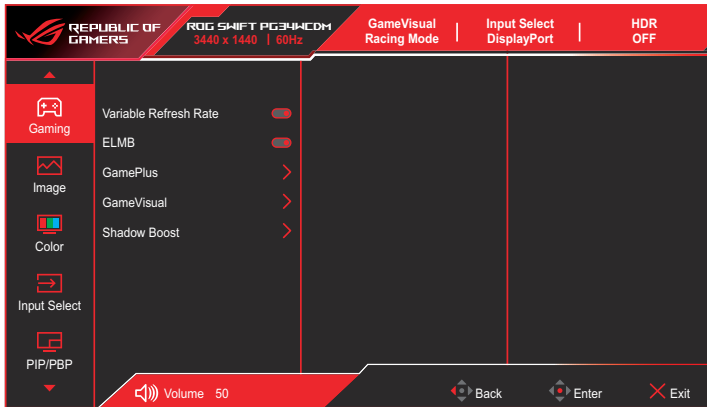 REPUBLIC OF
GAMERS
ROG SWIFT PG34WCDM
3440 x 1440 | 60Hz
GameVisual
Racing Mode
Input Select
DisplayPort
HDR
OFF
Gaming
Image
Color
Input Select
PIP/PBP
Variable Refresh Rate
ELMB
GamePlus
GameVisual
Shadow Boost
Volume 50
Back
Enter
Exit